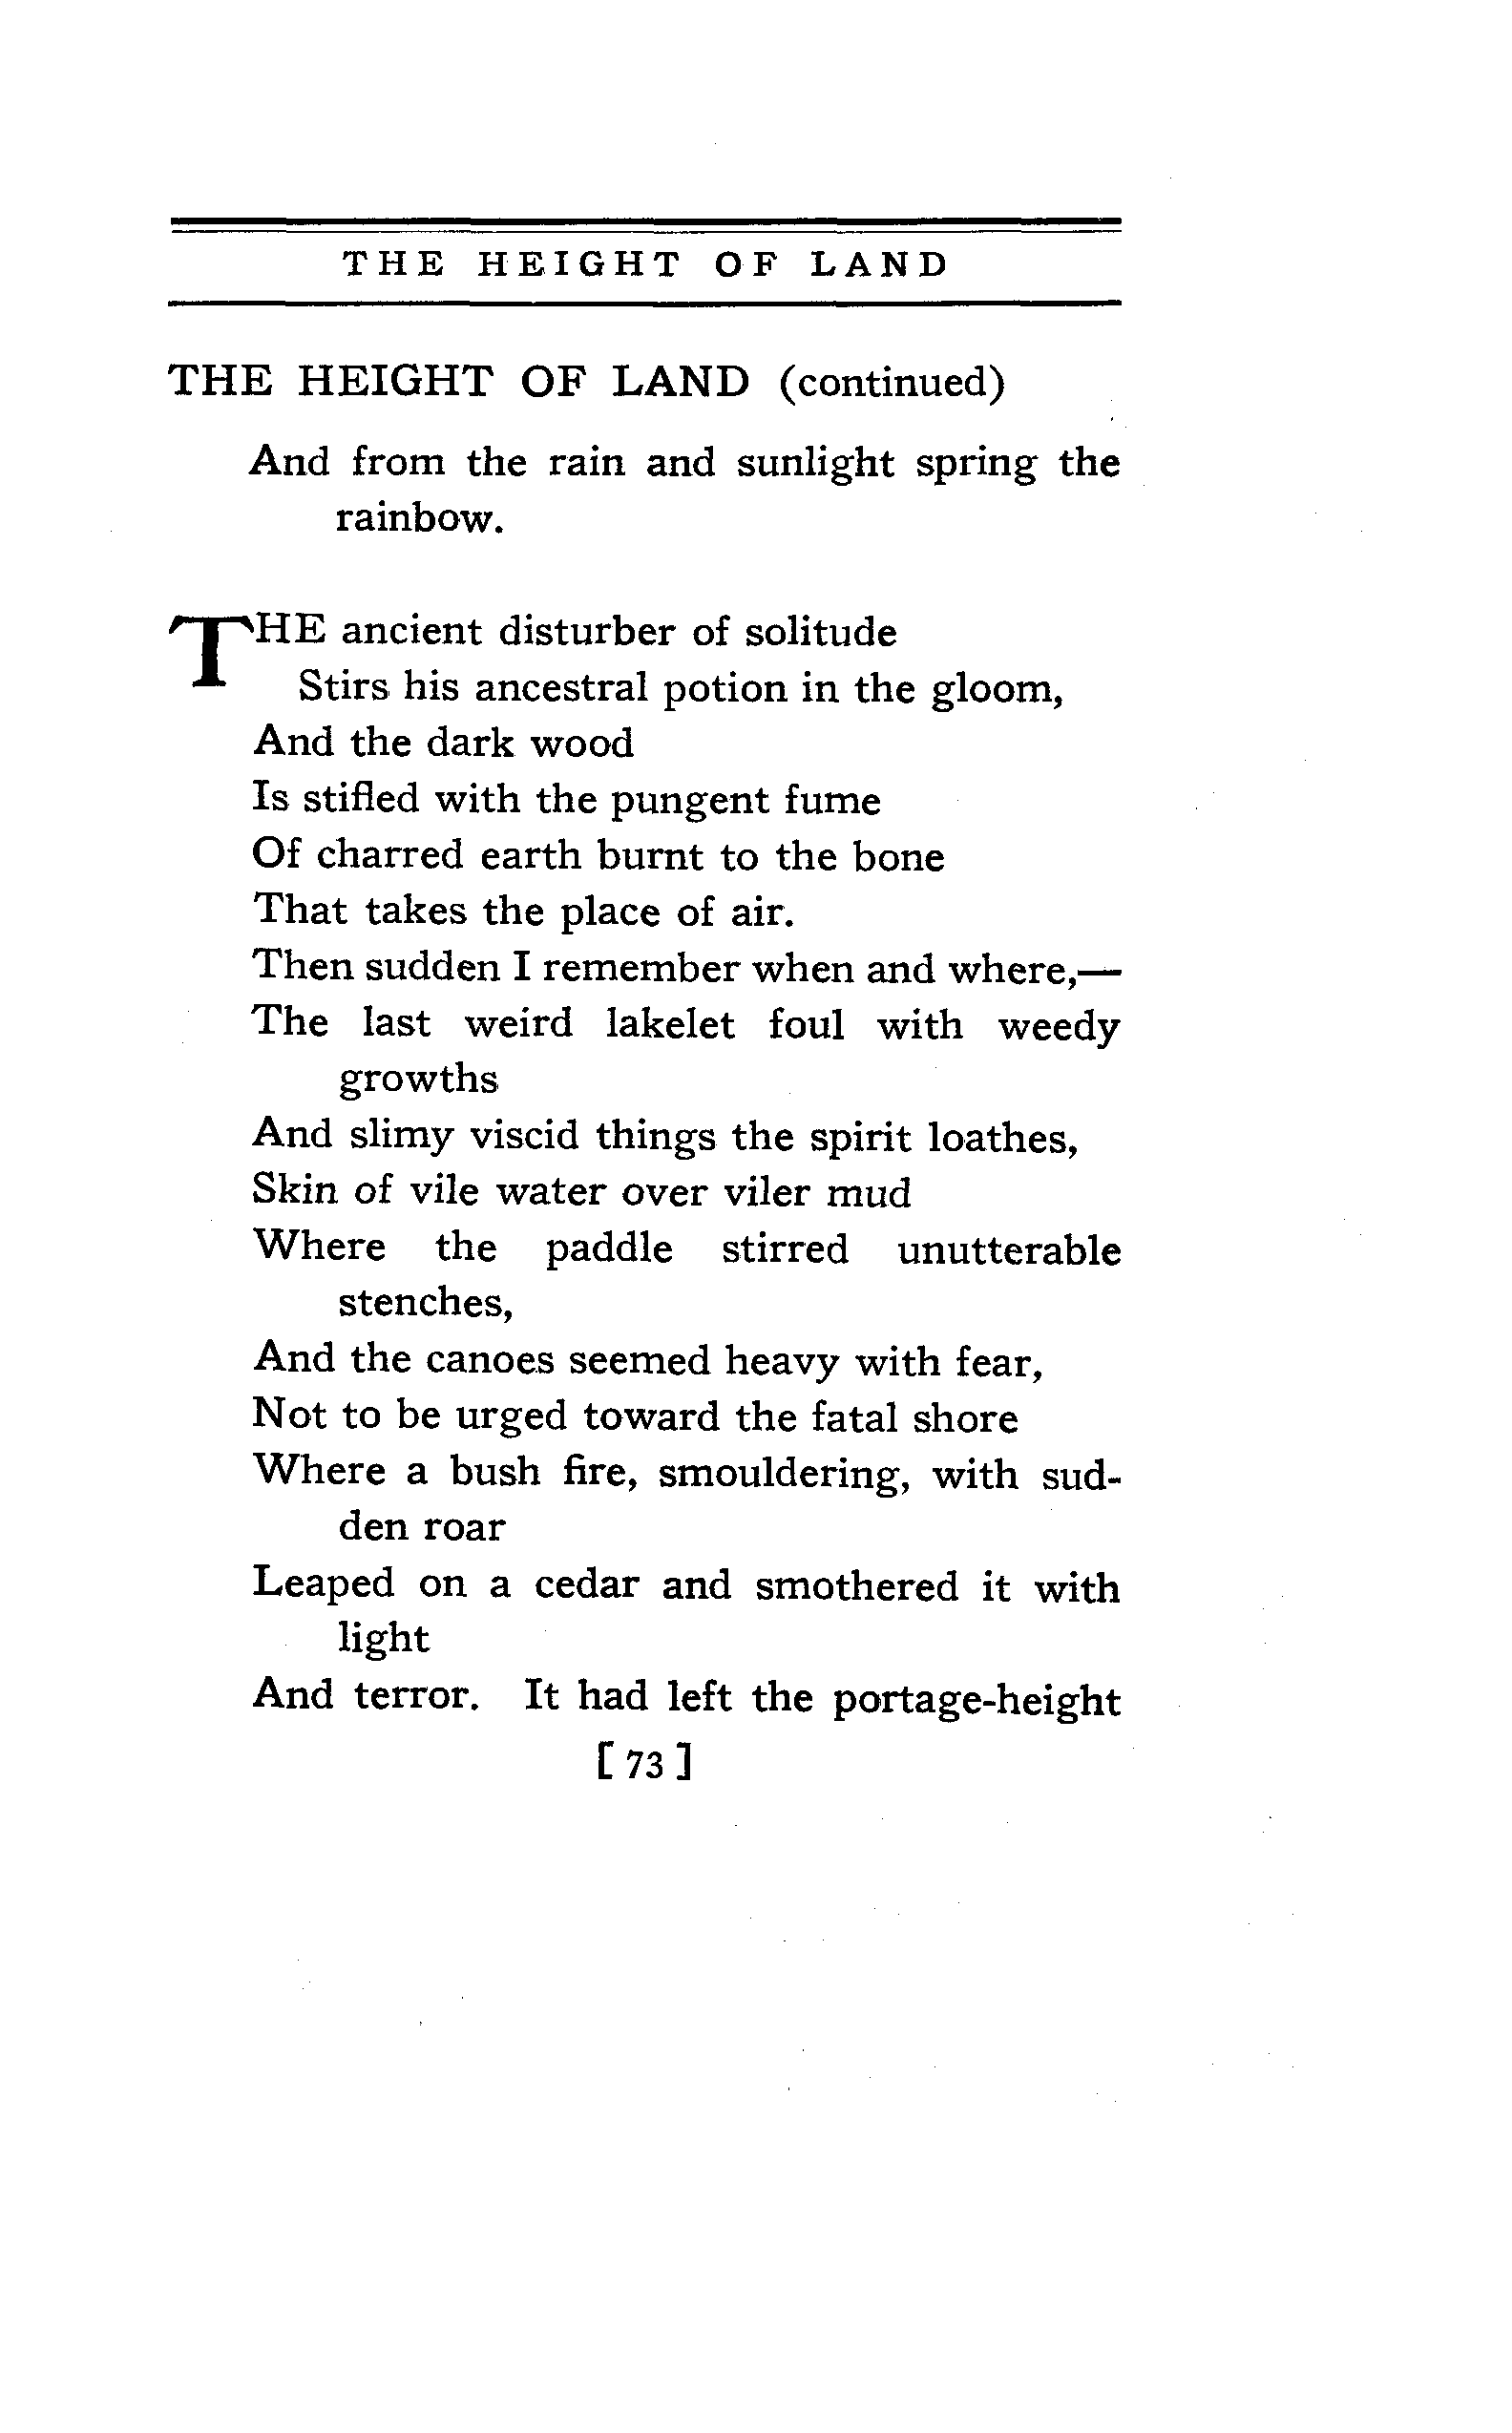 THE HEIGHT OF LAND
THE HEIGHT OF LAND (continued)
And from the rain and sunlight spring the
rainbow.
THE ancient disturber of solitude
Stirs his ancestral potion in the gloom,
And the dark wood
Is stifled with the pungent fume
Of charred earth burnt to the bone
That takes the place of air.
Then sudden I remember when and where,—
The last weird lakelet foul with weedy
growths
And slimy viscid things the spirit loathes,
Skin of vile water over viler mud
Where the paddle stirred unutterable
stenches,
And the canoes seemed heavy with fear,
Not to be urged toward the fatal shore
Where a bush fire, smouldering, with sud-
den roar
Leaped on a cedar and smothered it with
light
And terror. It had left the portage-height
[73]